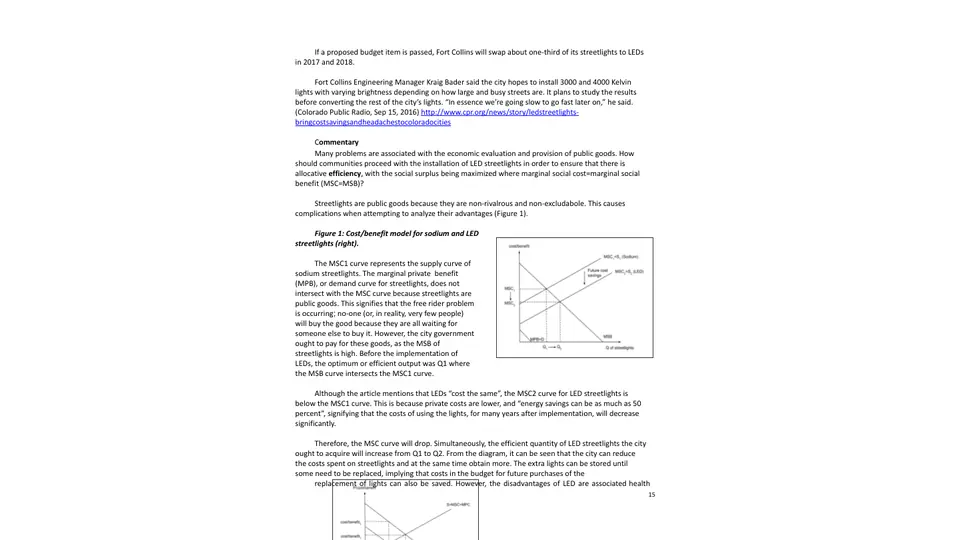 If a proposed budget item is passed, Fort Collins will swap about one-third of its streetlights to LEDs
in 2017 and 2018.
Fort Collins Engineering Manager Kraig Bader said the city hopes to install 3000 and 4000 Kelvin
lights with varying brightness depending on how large and busy streets are. It plans to study the results
before converting the rest of the city's lights. "In essence we're going slow to go fast later on," he said.
(Colorado Public Radio, Sep 15, 2016) http://www.cpr.org/news/story/ledstreetlights-
bringcostsavingsandheadachestocoloradocities
Commentary
Many problems are associated with the economic evaluation and provision of public goods. How
should communities proceed with the installation of LED streetlights in order to ensure that there is
allocative efficiency, with the social surplus being maximized where marginal social cost=marginal social
benefit (MSC=MSB)?
Streetlights are public goods because they are non-rivalrous and non-excludabole. This causes
complications when attempting to analyze their advantages (Figure 1).
Figure 1: Cost/benefit model for sodium and LED
streetlights (right).
The MSC1 curve represents the supply curve of
sodium streetlights. The marginal private benefit
(MPB), or demand curve for streetlights, does not
intersect with the MSC curve because streetlights are
public goods. This signifies that the free rider problem
is occurring; no-one (or, in reality, very few people)
will buy the good because they are all waiting for
someone else to buy it. However, the city government
ought to pay for these goods, as the MSB of
streetlights is high. Before the implementation of
LEDs, the optimum or efficient output was Q1 where
the MSB curve intersects the MSC1 curve.
cost/benefit
MSC₁=S₁ (Sodium)
Future cost
savings
MSC₂=S₂ (LED)
MSC₁
MSC₂
MPB=D
MSB
Q₁ → Q₂
Q of streetlights
Although the article mentions that LEDs "cost the same", the MSC2 curve for LED streetlights is
below the MSC1 curve. This is because private costs are lower, and "energy savings can be as much as 50
percent", signifying that the costs of using the lights, for many years after implementation, will decrease
significantly.
Therefore, the MSC curve will drop. Simultaneously, the efficient quantity of LED streetlights the city
ought to acquire will increase from Q1 to Q2. From the diagram, it can be seen that the city can reduce
the costs spent on streetlights and at the same time obtain more. The extra lights can be stored until
some need to be replaced, implying that costs in the budget for future purchases of the
replacement of lights can also be saved. However, the disadvantages of LED are associated health
15
S=MSC=MPC
cost/benefit₁
cost/benefit₂